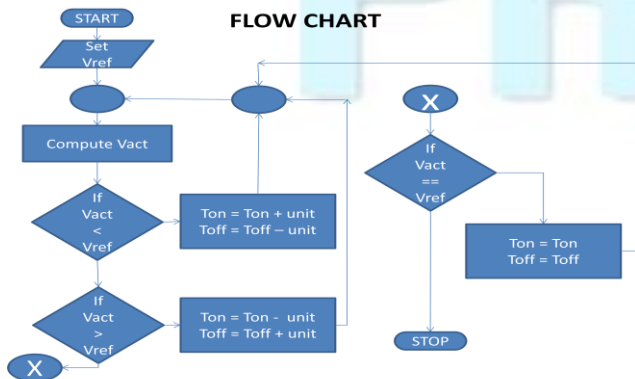 FLOW CHART
START
Set
Vref
Compute Vact
If
Vact
<
Vref
Ton = Ton + unit
Toff = Toff – unit
If
Vact
>
Vref
Ton = Ton - unit
Toff = Toff + unit
X
X
If
Vact
==
Vref
Ton = Ton
Toff = Toff
STOP